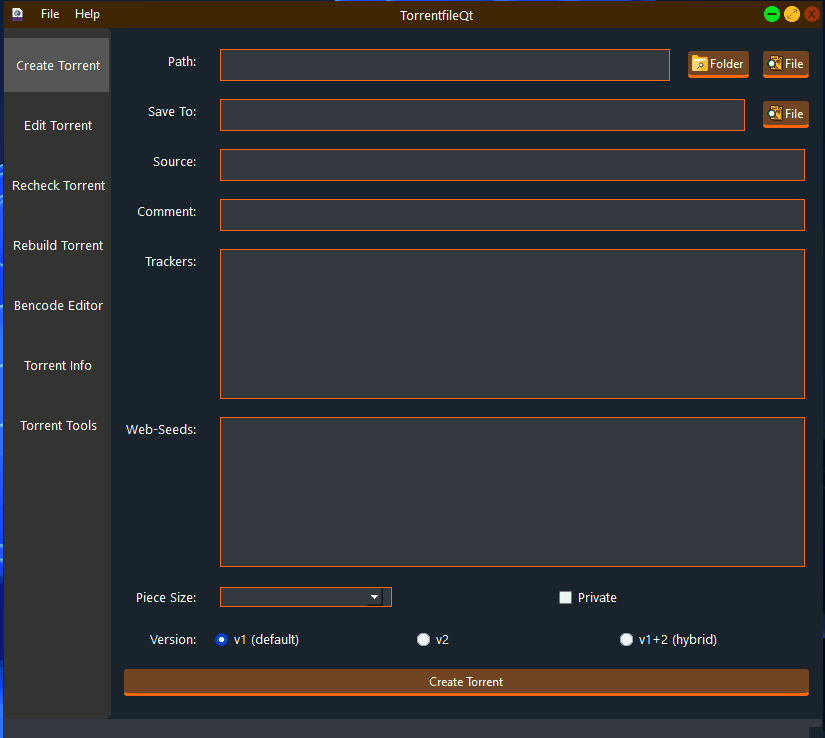 File Help
TorrentfileQt
Create Torrent
Edit Torrent
Recheck Torrent
Rebuild Torrent
Bencode Editor
Torrent Info
Torrent Tools
Path:
Folder
File
Save To:
File
Source:
Comment:
Trackers:
Web-Seeds:
Piece Size:
Private
Version:
v1 (default)
v2
v1+2 (hybrid)
Create Torrent